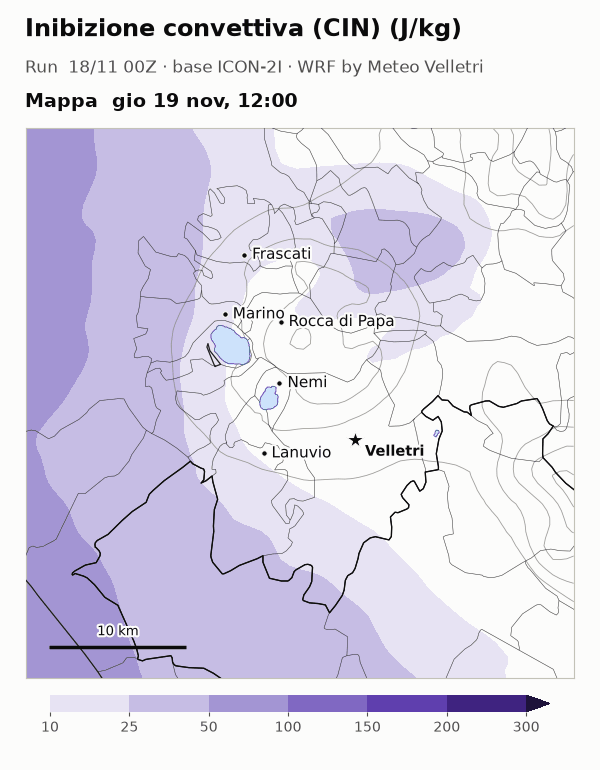 Inibizione convettiva (CIN) (J/kg)
Run 18/11 00Z · base ICON-2I · WRF by Meteo Velletri
Mappa gio 19 nov, 12:00
Frascati
Marino
Rocca di Papa
Nemi
Velletri
Lanuvio
10 km
10 25 50 100 150 200 300